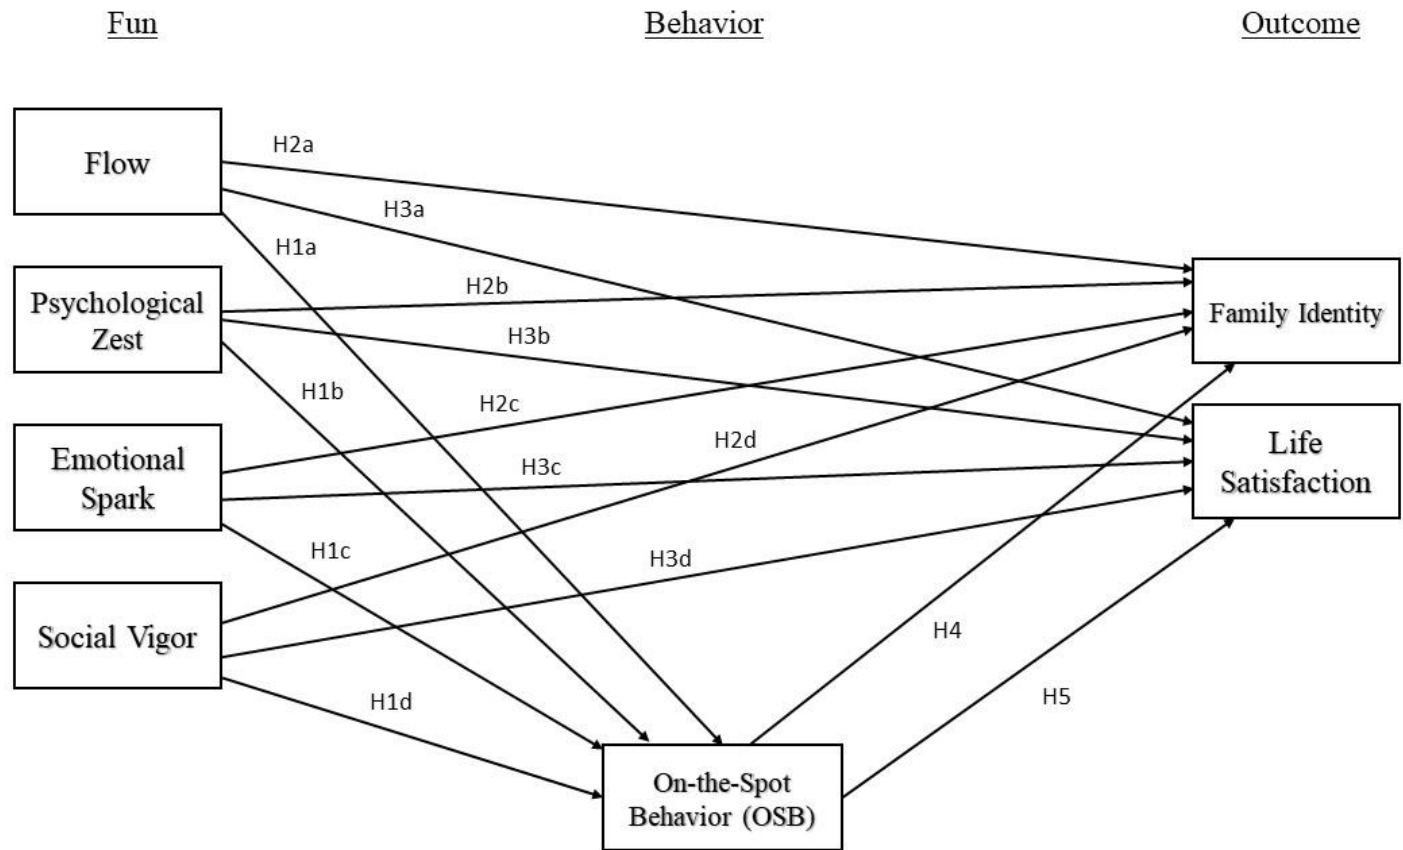 Fun
Behavior
Outcome
Flow
H2a
H3a
H1a
Psychological
Zest
H2b
H3b
H1b
Family Identity
Emotional
Spark
H2c
H2d
H3c
H1c
Life
Satisfaction
Social Vigor
H3d
H1d
H4
H5
On-the-Spot
Behavior (OSB)